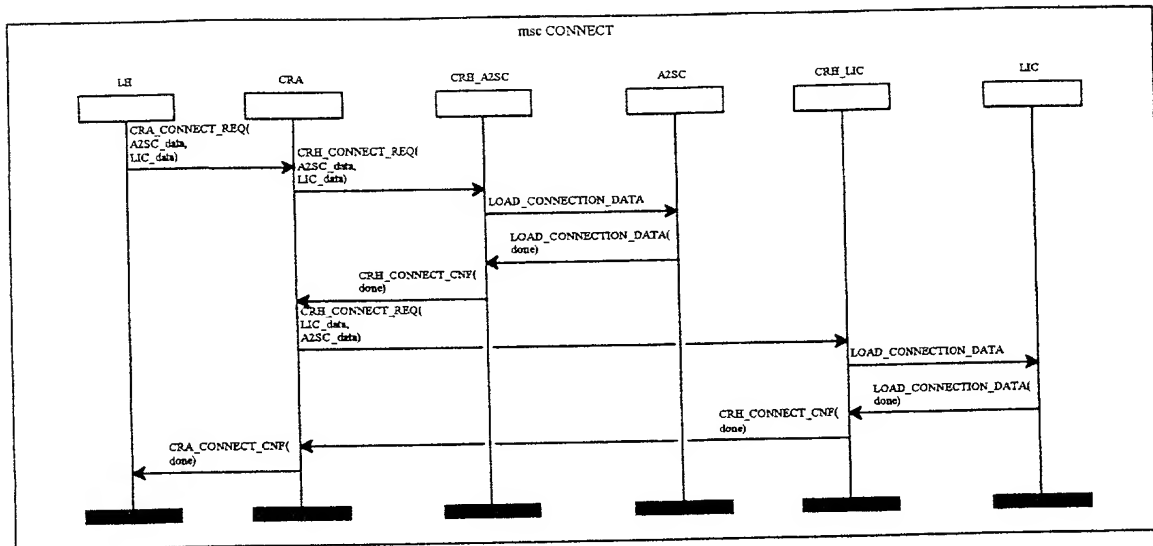 msc CONNECT
LH
CRA
CRH_A2SC
A2SC
CRH_LIC
LIC
CRA_CONNECT_REQ(
A2SC_data,
LIC_data)
CRH_CONNECT_REQ(
A2SC_data,
LIC_data)
LOAD_CONNECTION_DATA
LOAD_CONNECTION_DATA(
done)
CRH_CONNECT_CNF(
done)
CRH_CONNECT_REQ(
LIC_data,
A2SC_data)
LOAD_CONNECTION_DATA
LOAD_CONNECTION_DATA(
done)
CRH_CONNECT_CNF(
done)
CRA_CONNECT_CNF(
done)